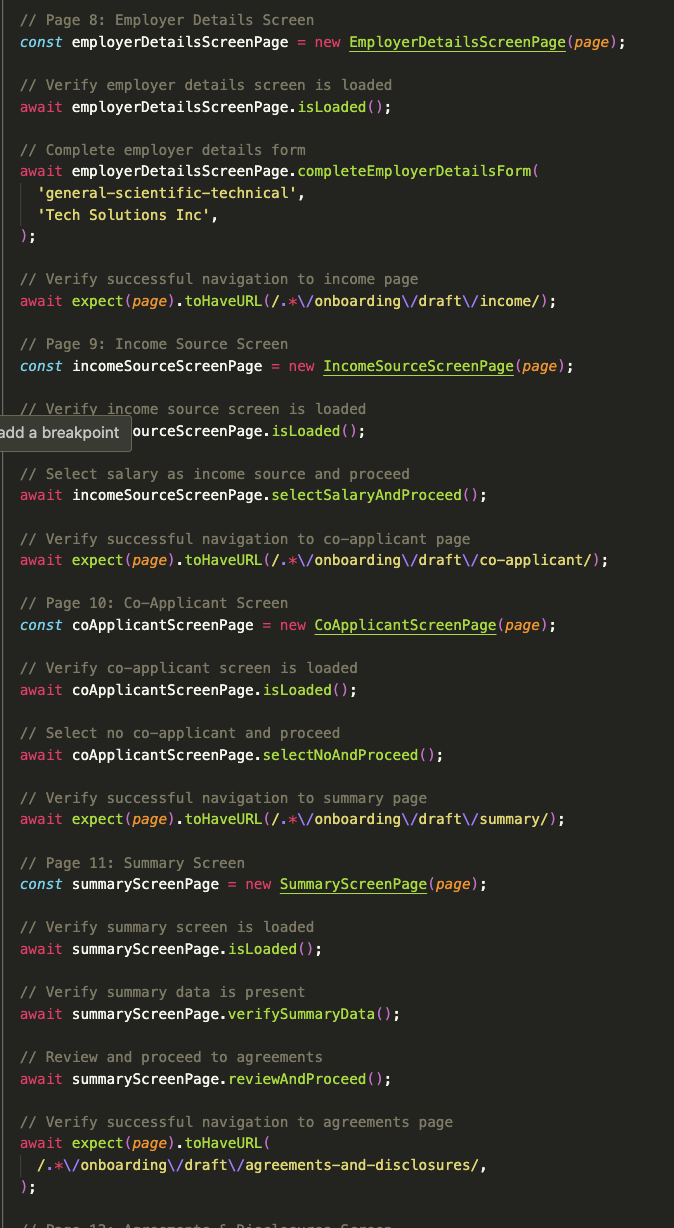 // Page 8: Employer Details Screen
const employerDetailsScreenPage = new EmployerDetailsScreenPage(page);
// Verify employer details screen is loaded
await employerDetailsScreenPage.isLoaded();
// Complete employer details form
await employerDetailsScreenPage.completeEmployerDetailsForm(
'general-scientific-technical',
'Tech Solutions Inc',
);
// Verify successful navigation to income page
await expect(page).toHaveURL(/.*\/onboarding\/draft\/income/);
// Page 9: Income Source Screen
const incomeSourceScreenPage = new IncomeSourceScreenPage(page);
// Verify income source screen is loaded
add a breakpoint ourceScreenPage.isLoaded();
// Select salary as income source and proceed
await incomeSourceScreenPage.selectSalaryAndProceed();
// Verify successful navigation to co-applicant page
await expect(page).toHaveURL(/.*\/onboarding\/draft\/co-applicant/);
// Page 10: Co-Applicant Screen
const coApplicantScreenPage = new CoApplicantScreenPage(page);
// Verify co-applicant screen is loaded
await coApplicantScreenPage.isLoaded();
// Select no co-applicant and proceed
await coApplicantScreenPage.selectNoAndProceed();
// Verify successful navigation to summary page
await expect(page).toHaveURL(/.*\/onboarding\/draft\/summary/);
// Page 11: Summary Screen
const summaryScreenPage = new SummaryScreenPage(page);
// Verify summary screen is loaded
await summaryScreenPage.isLoaded();
// Verify summary data is present
await summaryScreenPage.verifySummaryData();
// Review and proceed to agreements
await summaryScreenPage.reviewAndProceed();
// Verify successful navigation to agreements page
await expect(page).toHaveURL(
/.*\/onboarding\/draft\/agreements-and-disclosures/,
);